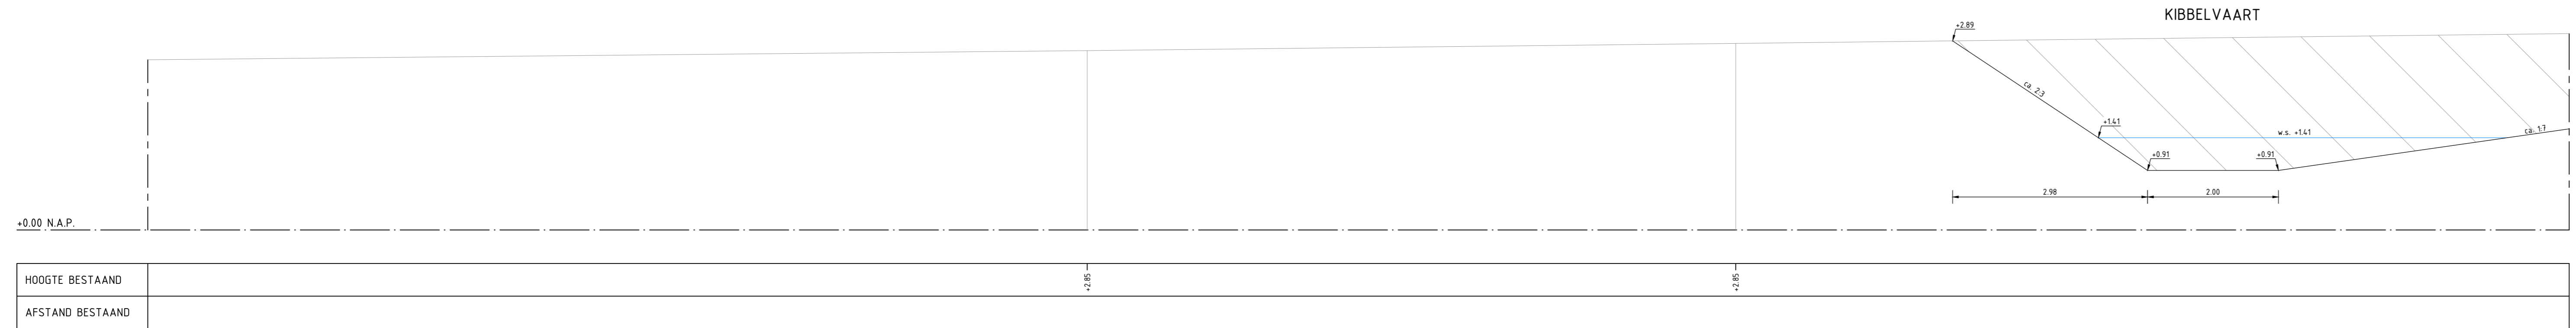 KIBBELVAART
+2.89
ca. 2:3
+1.41
w.s. +1.41
ca. 1:7
+0.91
+0.91
2.98
2.00
+0.00 N.A.P.
HOOGTE BESTAAND
+2.85
+2.85
AFSTAND BESTAAND